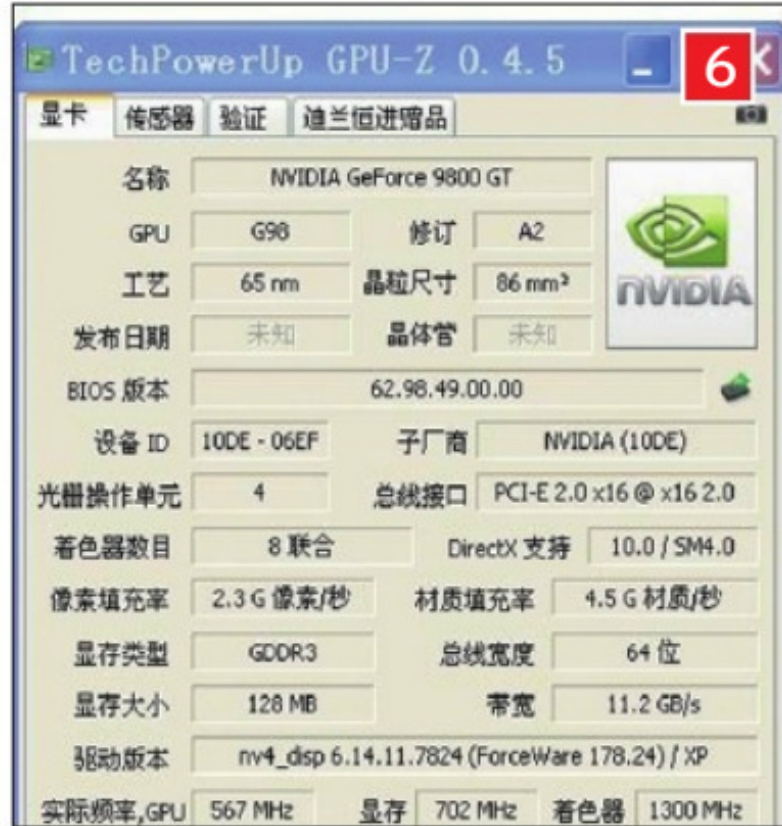 TechPowerUp GPU-Z 0.4.5
6
显卡 传感器 验证 迪兰恒进赠品
名称 NVIDIA GeForce 9800 GT
GPU G98 修订 A2
工艺 65 nm 晶粒尺寸 86 mm²
NVIDIA
发布日期 未知 晶体管 未知
BIOS 版本 62.98.49.00.00
设备 ID 10DE - 06EF 子厂商 NVIDIA (10DE)
光栅操作单元 4 总线接口 PCI-E 2.0 x16 @ x16 2.0
着色器数目 8 联合 DirectX 支持 10.0 / SM4.0
像素填充率 2.3 G 像素/秒 材质填充率 4.5 G 材质/秒
显存类型 GDDR3 总线宽度 64 位
显存大小 128 MB 带宽 11.2 GB/s
驱动版本 nv4_disp 6.14.11.7824 (ForceWare 178.24) / XP
实际频率,GPU 567 MHz 显存 702 MHz 着色器 1300 MHz